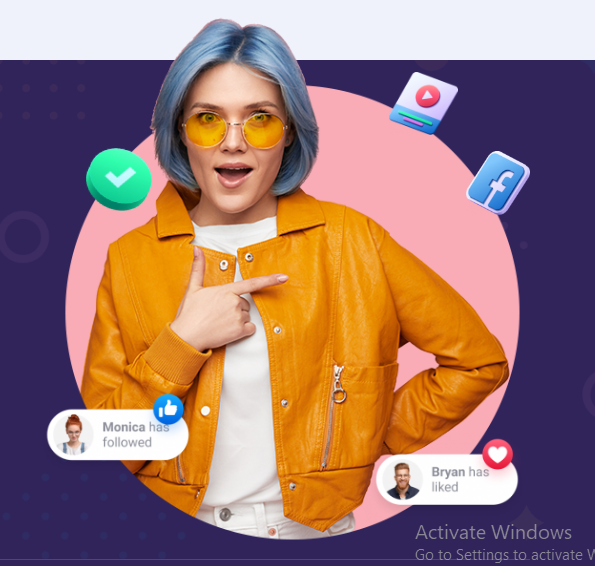 Monica has
followed
Bryan has
liked
Activate Windows
Go to Settings to activate W